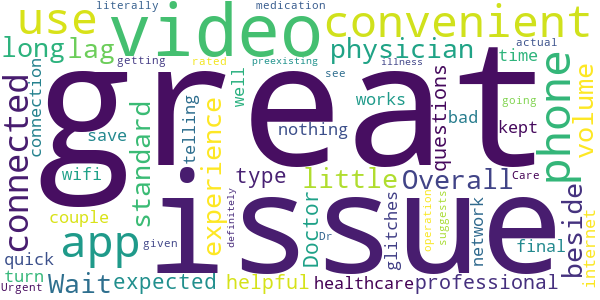 literally medication
use video convenient
long lag physician time
connection getting rated preexisting illness actual
see
great
well works
going
connected wifi save standard experience telling
nothing questions bad kept phone volume
type little Overall Care
couple app given definitely Doctor Dr
glitches operation suggests network beside final internet
issue
quick turn Wait expected
Urgent helpful healthcare professional